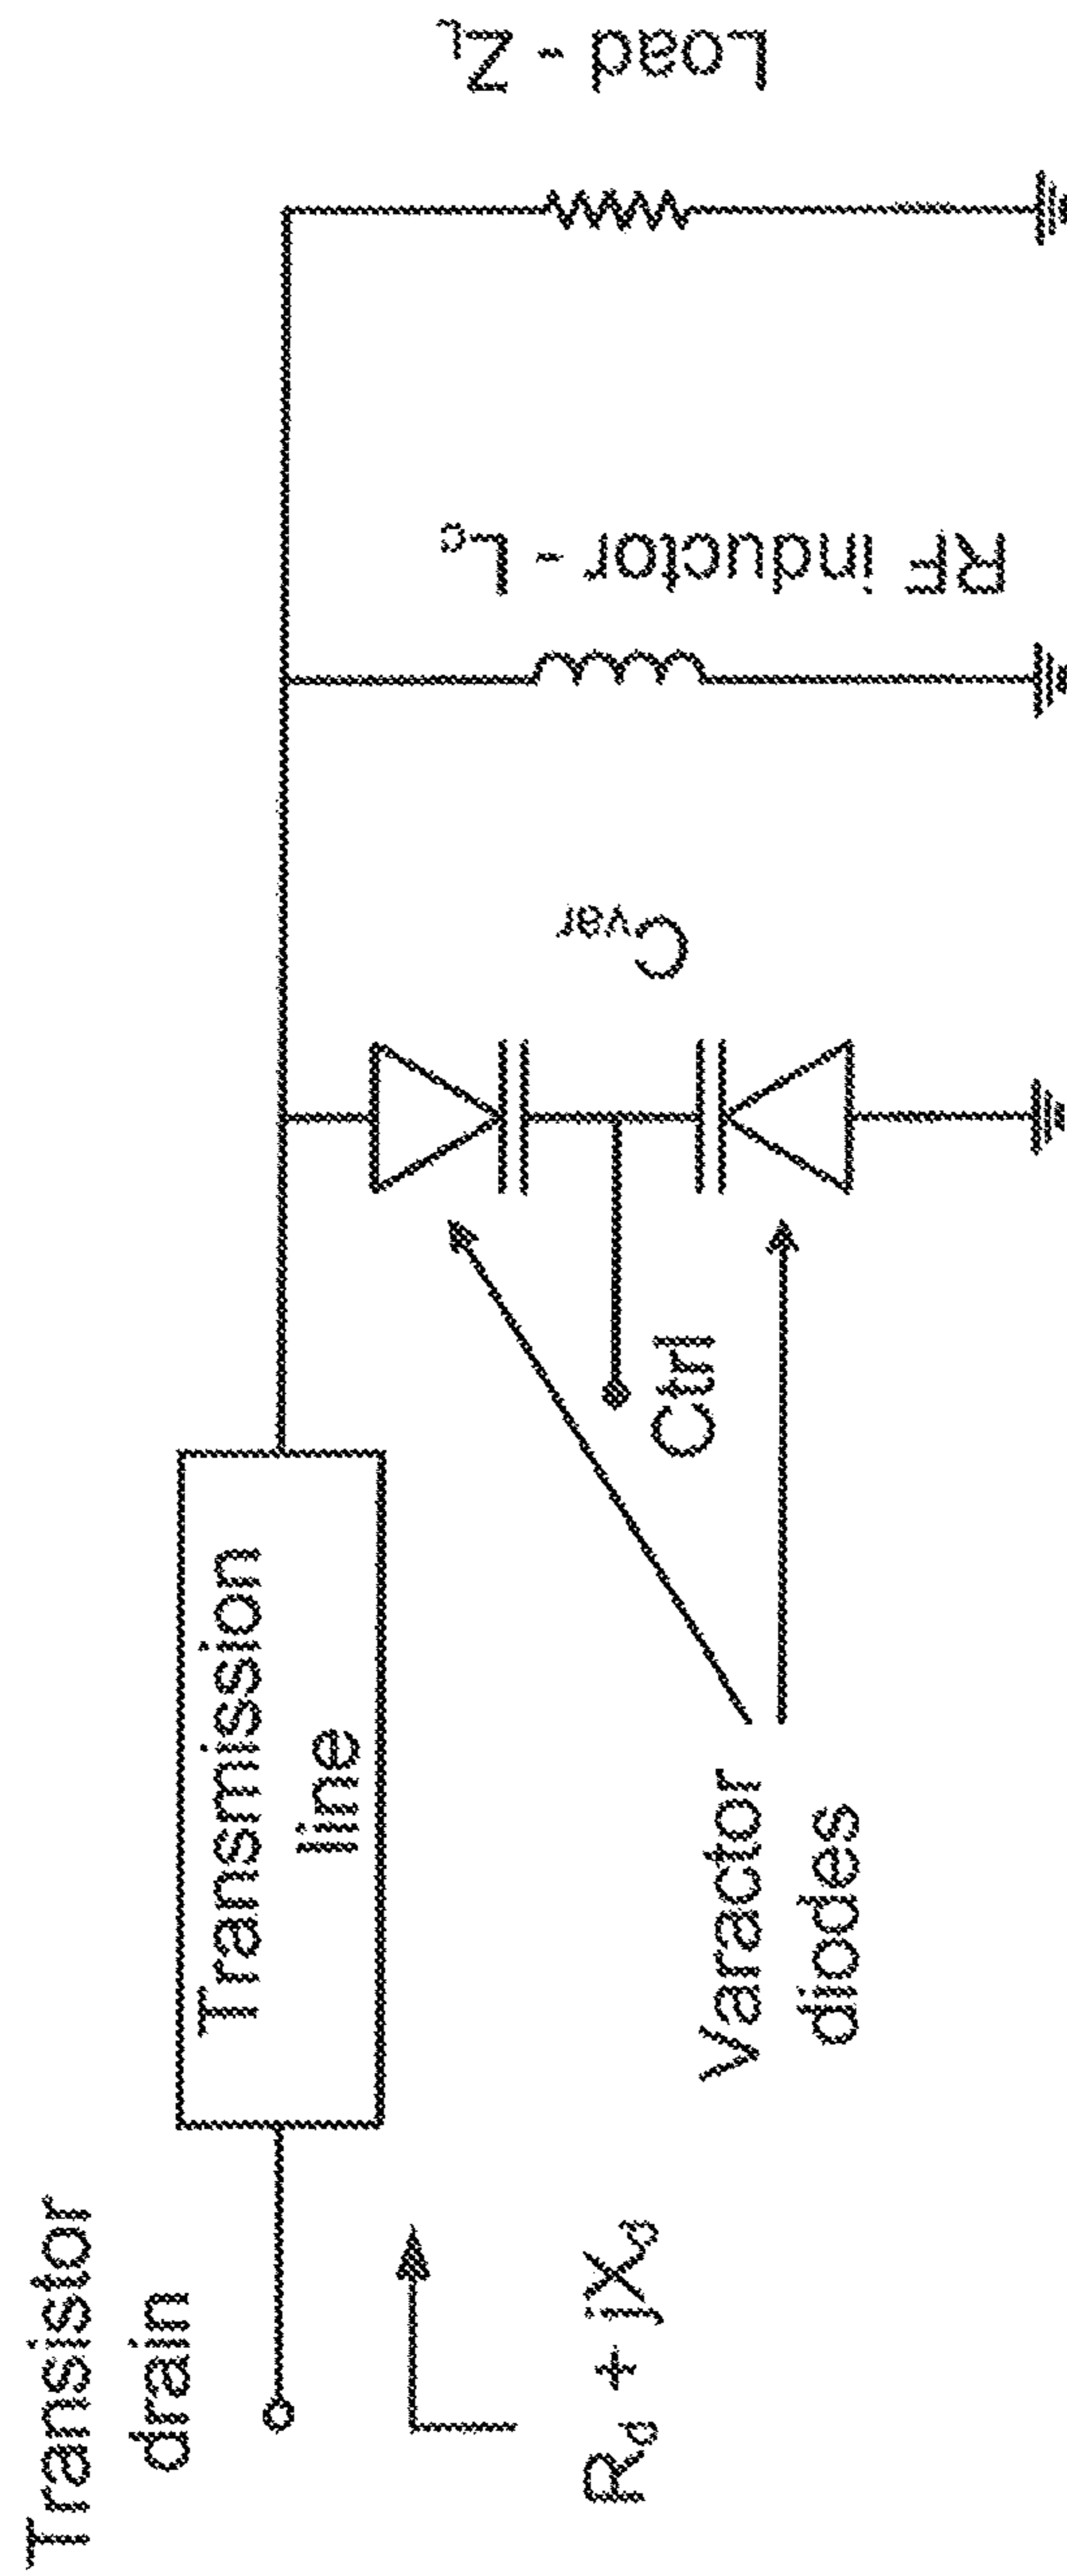 Transistor
drain
Transmission
line
R_d + jX_d
Varactor
diodes
Ctrl
C_var
RF inductor - L_c
Load - Z_L